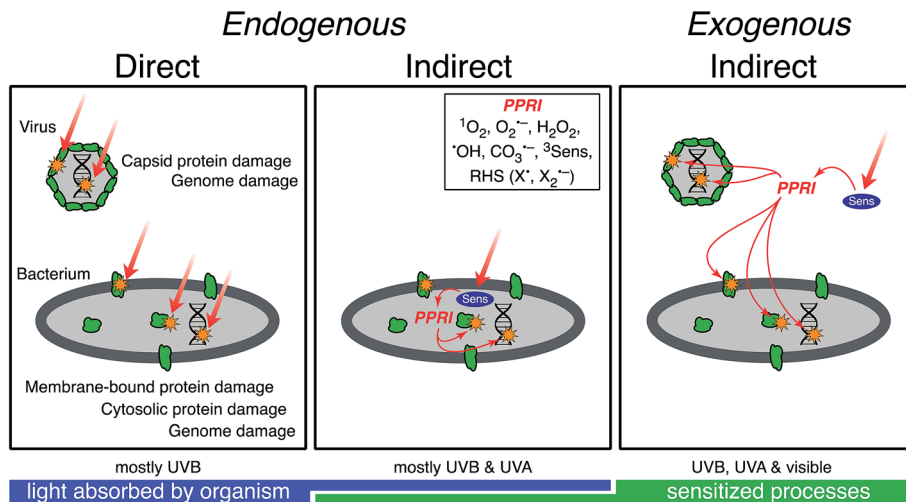 Endogenous
Exogenous
Direct
Indirect
Indirect
Virus
Capsid protein damage
Genome damage
Bacterium
Membrane-bound protein damage
Cytosolic protein damage
Genome damage
PPRI
¹O₂, O₂•⁻, H₂O₂,
•OH, CO₃•⁻, ³Sens,
RHS (X•, X₂•⁻)
Sens
PPRI
PPRI
Sens
mostly UVB
mostly UVB & UVA
UVB, UVA & visible
light absorbed by organism
sensitized processes